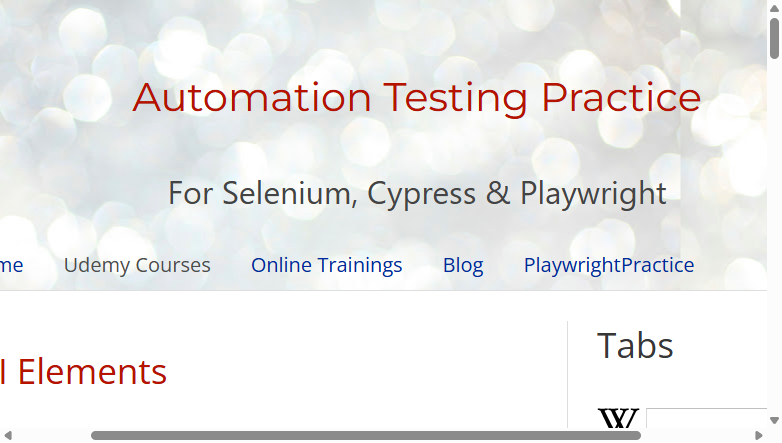 Automation Testing Practice
For Selenium, Cypress & Playwright
me Udemy Courses Online Trainings Blog PlaywrightPractice
I Elements
Tabs
W